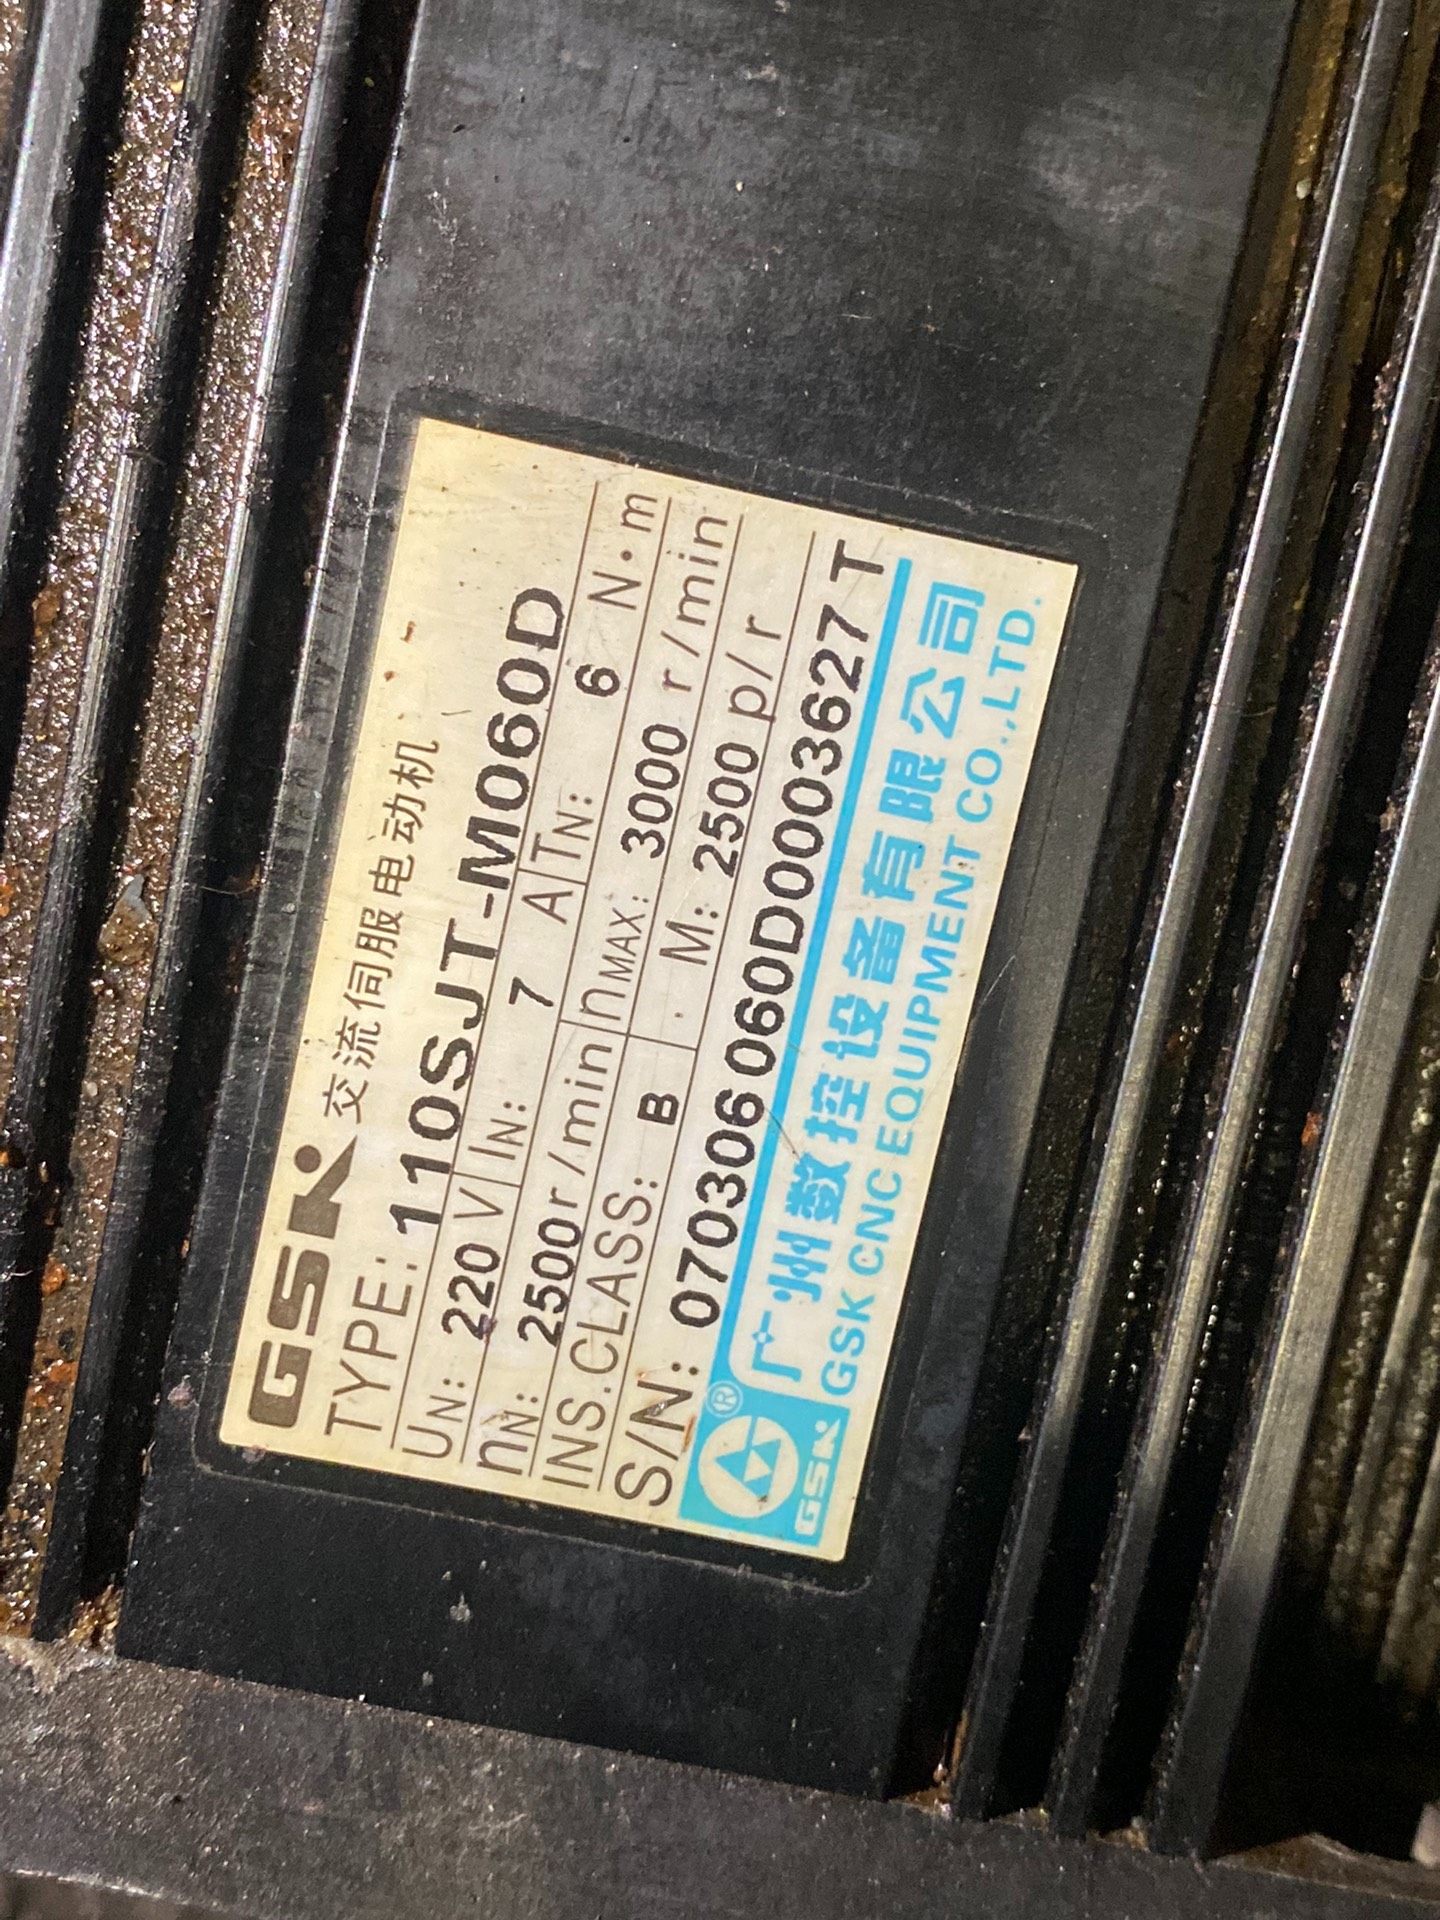 GSK 交流伺服电动机
TYPE: 110SJT-M060D
UN: 220 V IN: 7 A TN: 6 N·m
nN: 2500r/min nMAX: 3000 r/min
INS.CLASS: B . M: 2500 p/r
S/N: 070306060D0003627T
® 广州数控设备有限公司
GSK GSK CNC EQUIPMENT CO.,LTD.